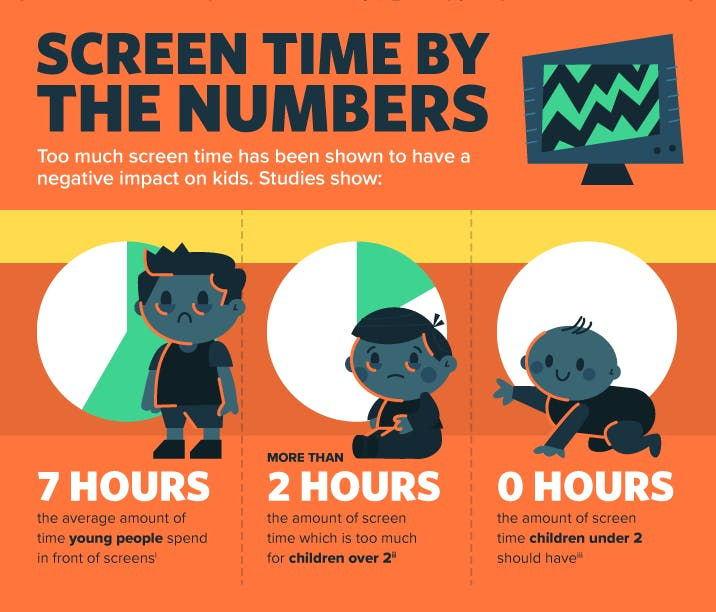 SCREEN TIME BY
THE NUMBERS
Too much screen time has been shown to have a
negative impact on kids. Studies show:
7 HOURS
the average amount of
time young people spend
in front of screensⁱ
MORE THAN
2 HOURS
the amount of screen
time which is too much
for children over 2ⁱⁱ
0 HOURS
the amount of screen
time children under 2
should haveⁱⁱⁱ